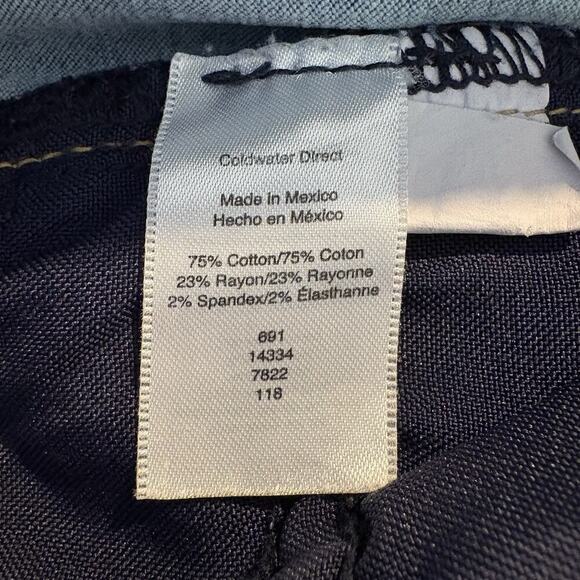 Coldwater Direct
Made in Mexico
Hecho en México
75% Cotton/75% Coton
23% Rayon/23% Rayonne
2% Spandex/2% Élasthanne
691
14334
7822
118